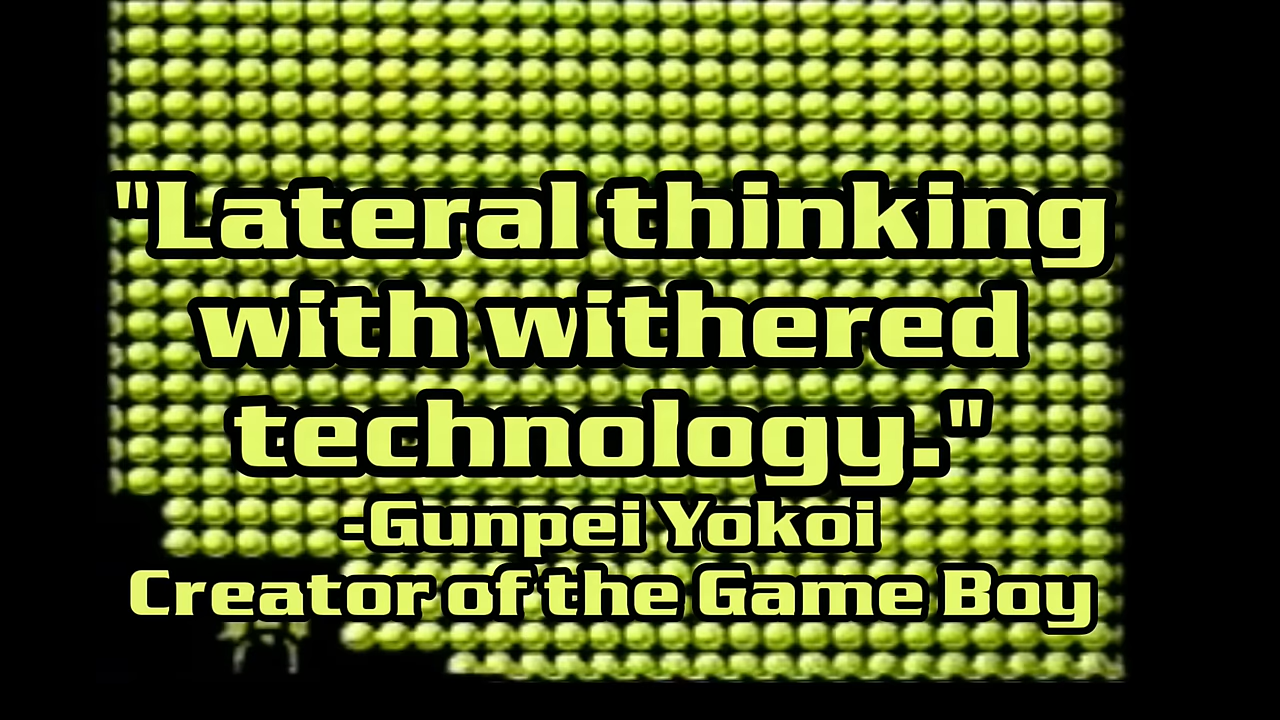 "Lateral thinking
with withered
technology."
-Gunpei Yokoi
Creator of the Game Boy